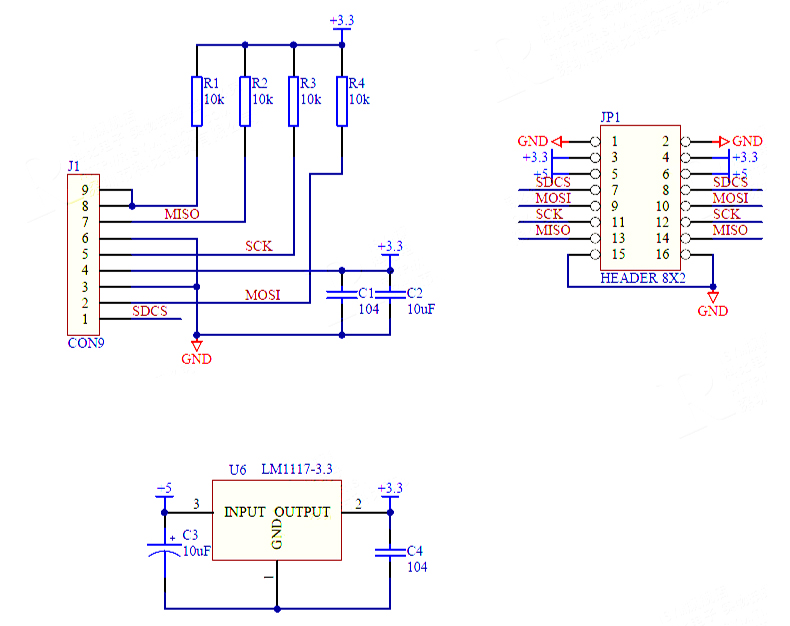 +3.3
R1 R2 R3 R4
10k 10k 10k 10k
J1
9
8
7 MISO
6
5 SCK
4
3
2 MOSI
1 SDCS
CON9
GND
+3.3
C1 C2
104 10uF
JP1
GND 1 2 GND
+3.3 3 4 +3.3
+5 5 6 +5
SDCS 7 8 SDCS
MOSI 9 10 MOSI
SCK 11 12 SCK
MISO 13 14 MISO
15 16
HEADER 8X2
GND
U6 LM1117-3.3
+5 +3.3
3 INPUT OUTPUT 2
GND
1
C3
10uF
C4
104